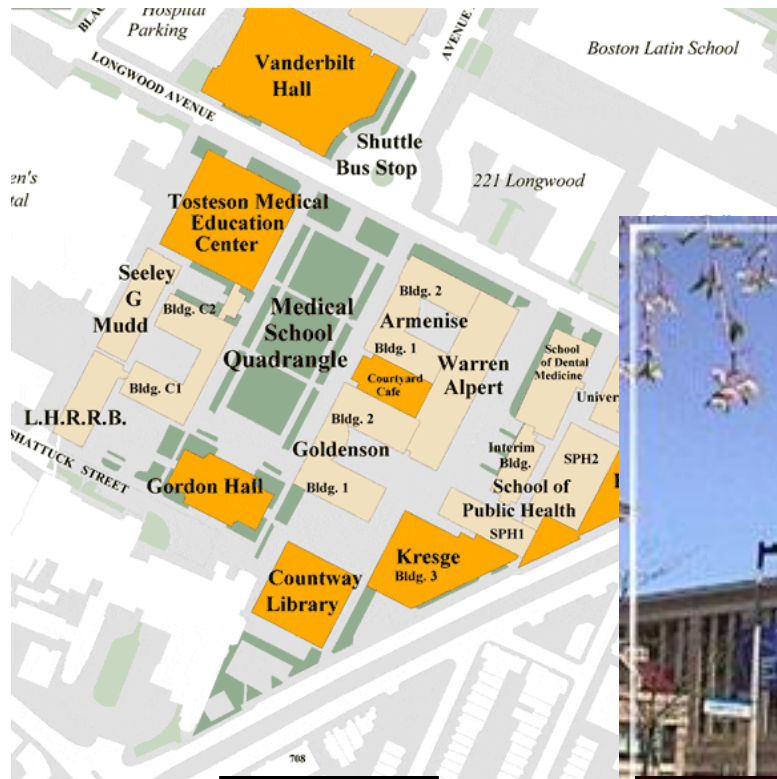 Hospital
Parking
Boston Latin School
LONGWOOD AVENUE
AVENUE
Vanderbilt
Hall
Shuttle
Bus Stop
221 Longwood
en's
tal
Tosteson Medical
Education
Center
Seeley
G
Mudd
Bldg. C2
Medical
School
Quadrangle
Bldg. 2
Armenise
Bldg. 1
Warren
Alpert
Courtyard
Cafe
School
of Dental
Medicine
Univer
Bldg. C1
L.H.R.R.B.
Bldg. 2
Goldenson
Bldg. 1
Interim
Bldg.
SPH2
School of
Public Health
SPH1
SHATTUCK STREET
Gordon Hall
Kresge
Bldg. 3
Countway
Library
708